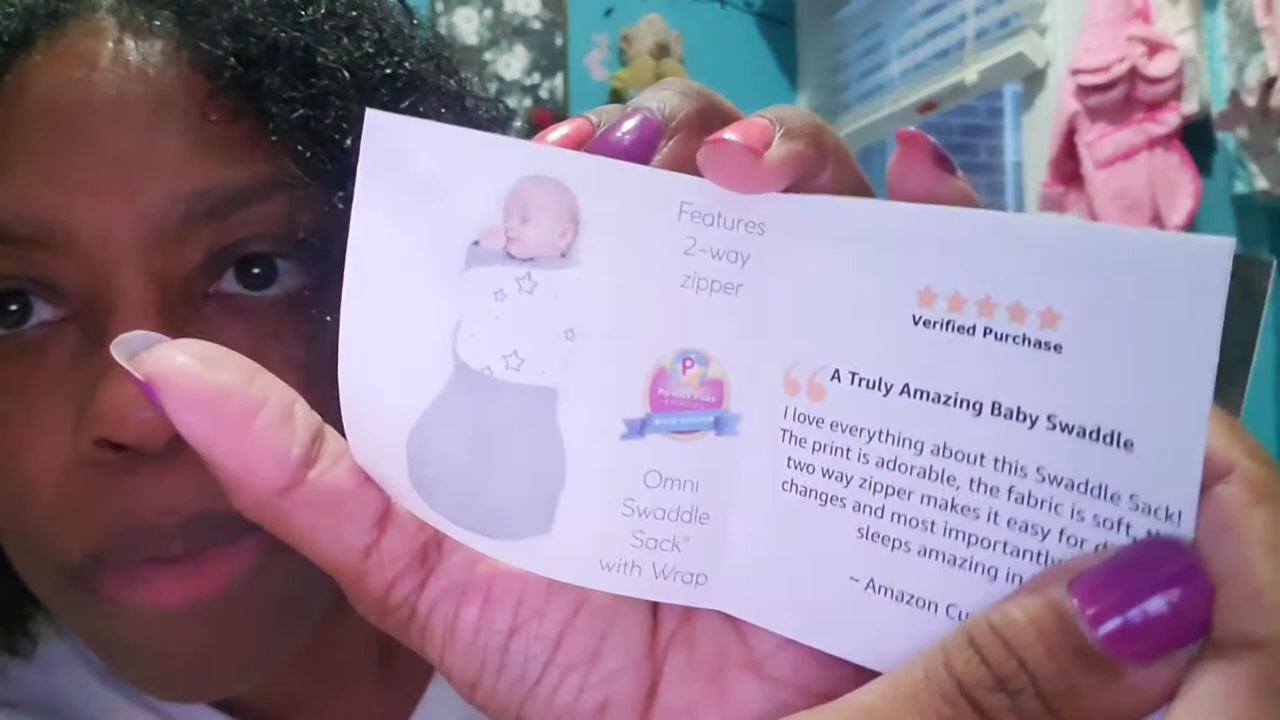 Features
2-way
zipper
P
Omni
Swaddle
Sack®
with Wrap
Verified Purchase
A Truly Amazing Baby Swaddle
I love everything about this Swaddle Sack!
The print is adorable, the fabric is soft,
two way zipper makes it easy for
changes and most importantly
sleeps amazing in
~ Amazon